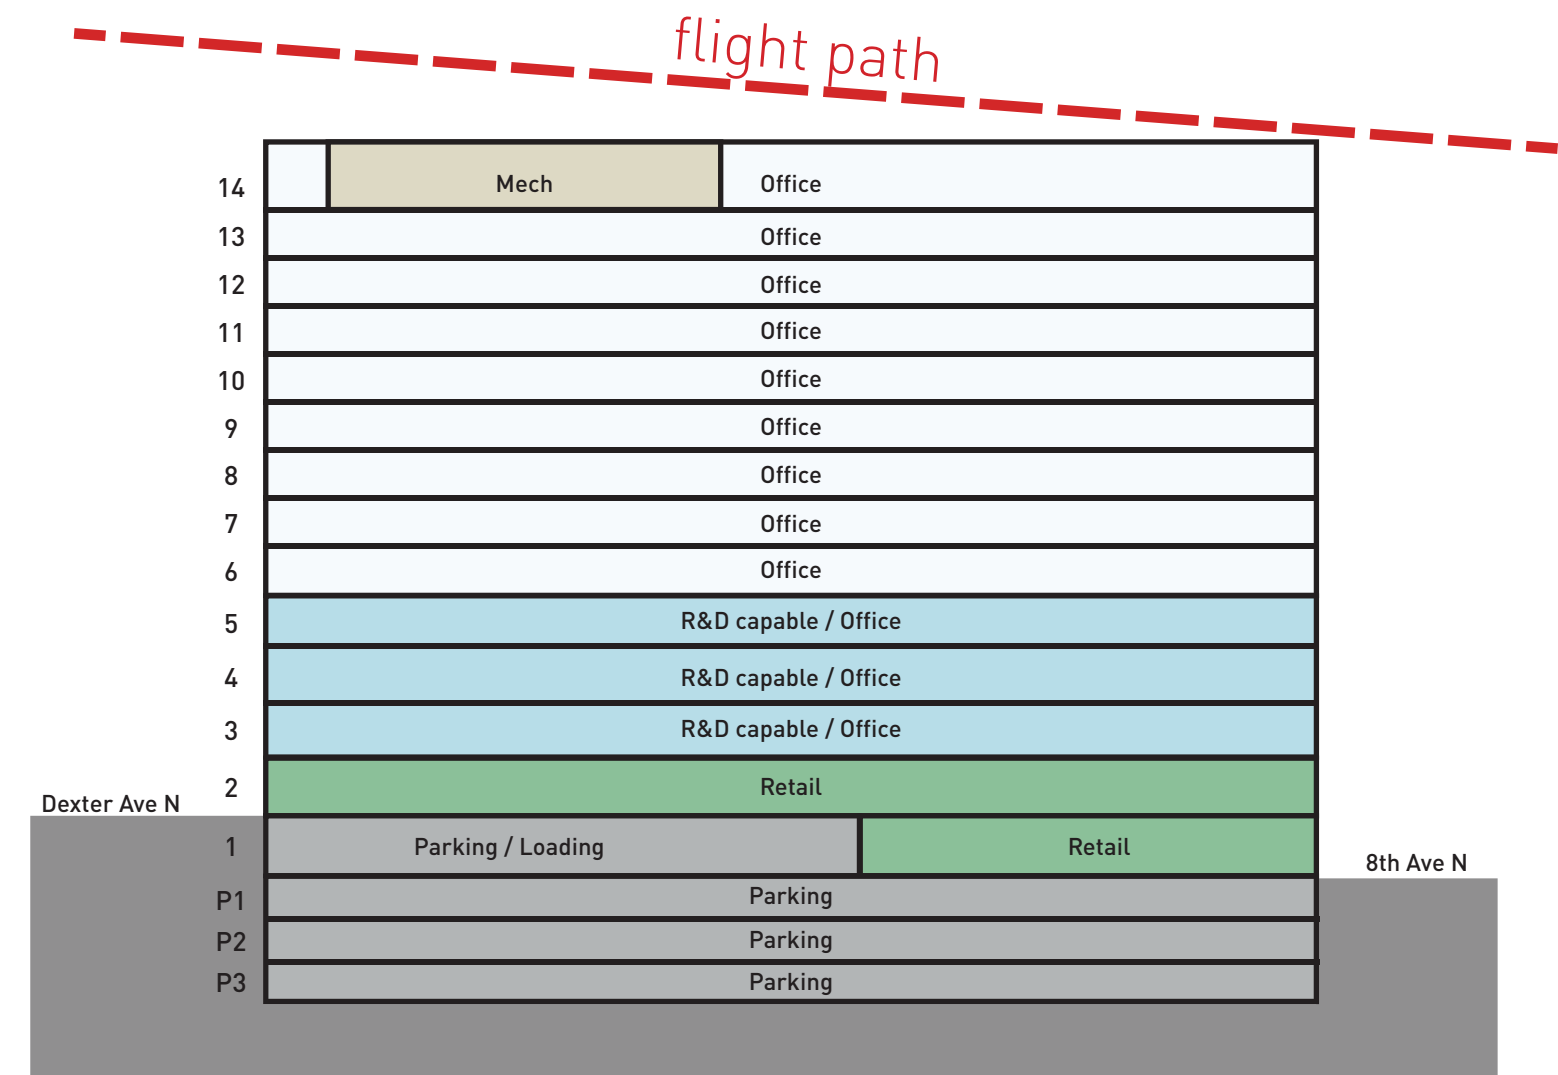 flight path
14 Mech Office
13 Office
12 Office
11 Office
10 Office
9 Office
8 Office
7 Office
6 Office
5 R&D capable / Office
4 R&D capable / Office
3 R&D capable / Office
2 Retail
Dexter Ave N
1 Parking / Loading Retail
8th Ave N
P1 Parking
P2 Parking
P3 Parking